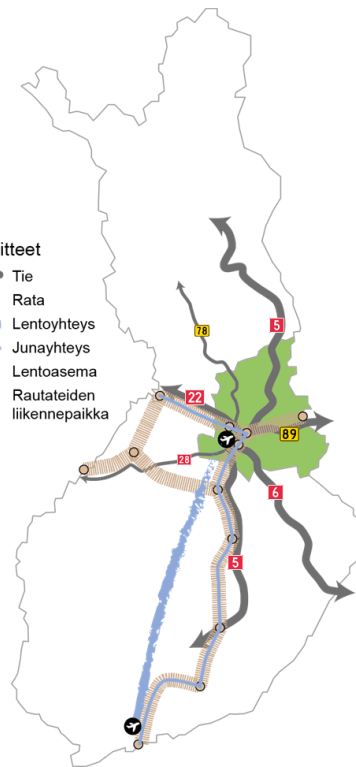 itteet
Tie
Rata
Lentoyhteys
Junayhteys
Lentoasema
Rautateiden
liikennepaikka
78
5
22
89
28
6
5